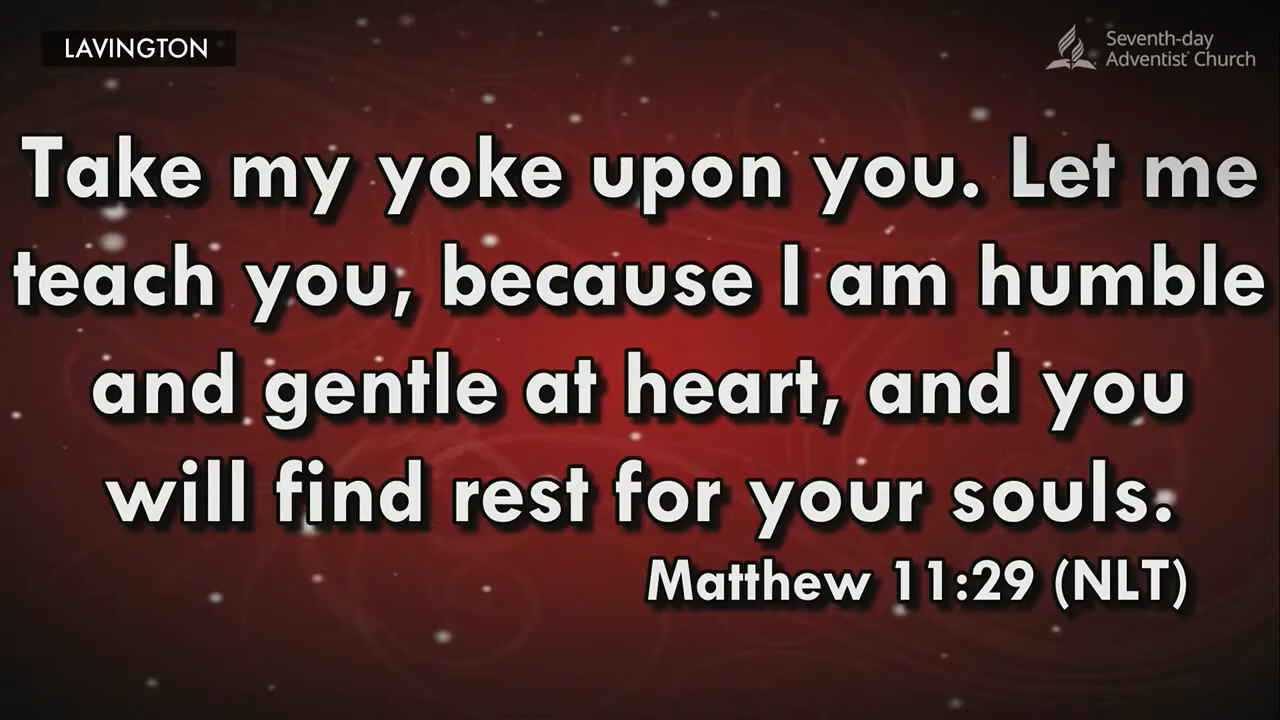 LAVINGTON
Seventh-day
Adventist Church
Take my yoke upon you. Let me
teach you, because I am humble
and gentle at heart, and you
will find rest for your souls.
Matthew 11:29 (NLT)